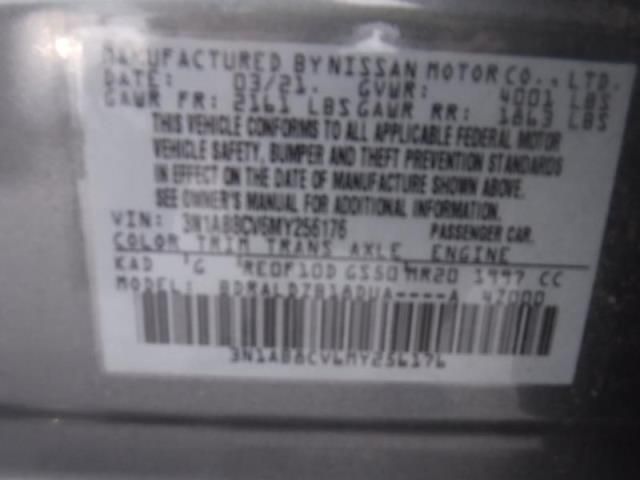 MANUFACTURED BY NISSAN MOTOR CO., LTD.
DATE: 03/21. GVWR: 4001 LBS
GAWR FR: 2161 LBS GAWR RR: 1863 LBS
THIS VEHICLE CONFORMS TO ALL APPLICABLE FEDERAL MOTOR
VEHICLE SAFETY, BUMPER AND THEFT PREVENTION STANDARDS
IN EFFECT ON THE DATE OF MANUFACTURE SHOWN ABOVE.
SEE OWNER'S MANUAL FOR ADDITIONAL INFORMATION.
VIN: 3N1AB8CV6MY256176 PASSENGER CAR.
COLOR TRIM TRANS AXLE ENGINE
KAD G RE0F10D GS50 MR20 1997 CC
MODEL: 47000
3N1AB8CV6MY256176